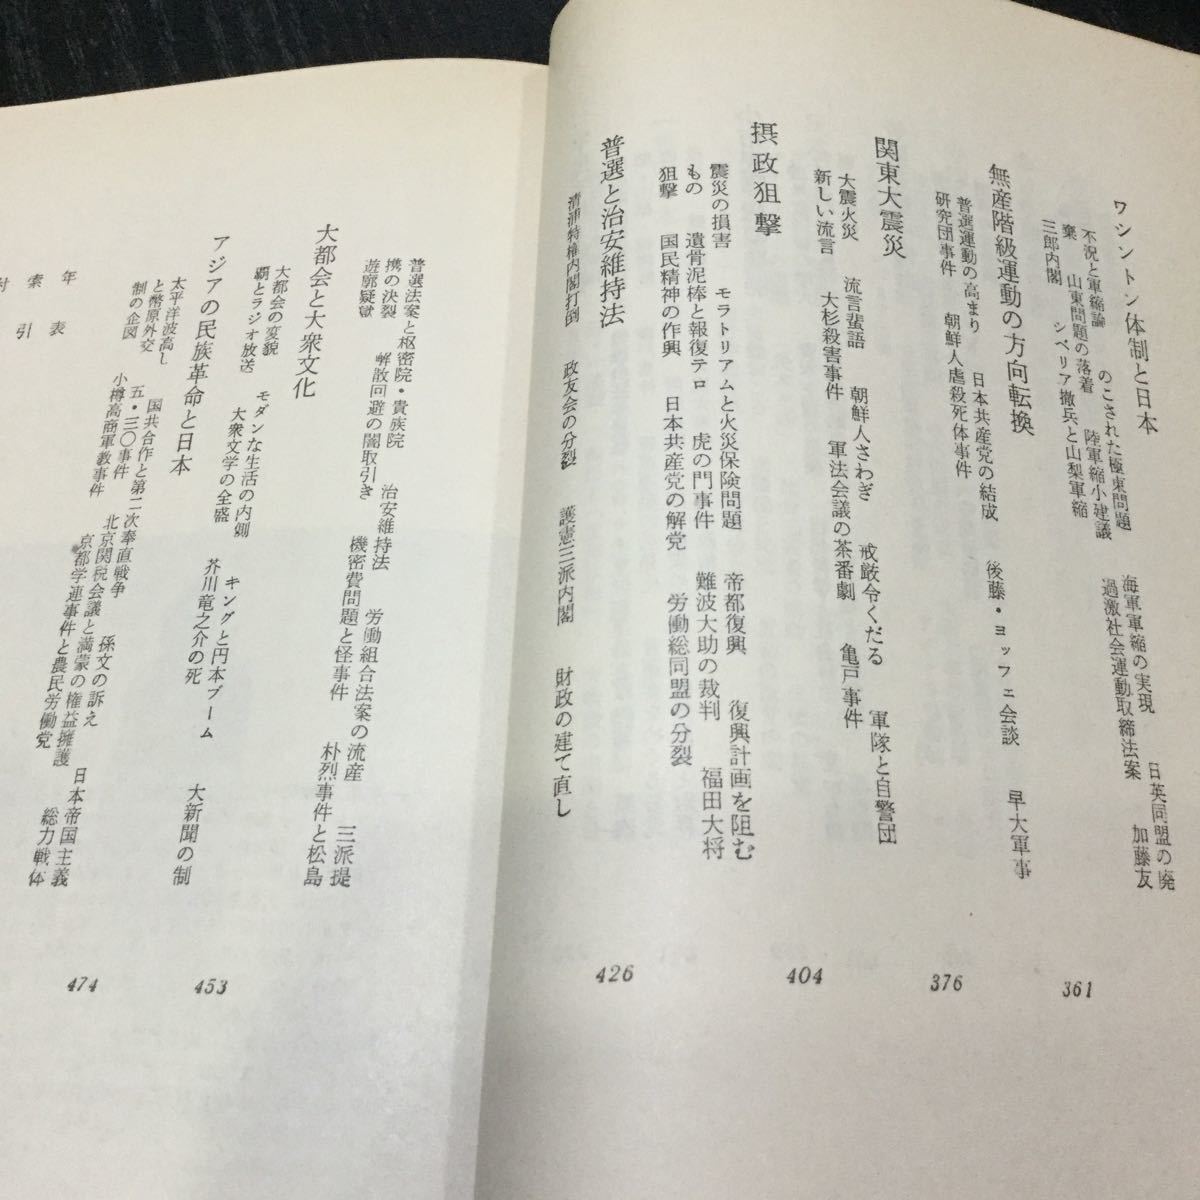 ワシントン体制と日本
不況と軍縮論　のこされた極東問題　海軍軍縮の実現　日英同盟の廃
棄　山東問題の落着　陸軍縮小建議　過激社会運動取締法案　加藤友
三郎内閣　シベリア撤兵と山梨軍縮
361
無産階級運動の方向転換
普選運動の高まり　日本共産党の結成　後藤・ヨッフェ会談　早大軍事
研究団事件　朝鮮人虐殺死体事件
376
関東大震災
大震火災　流言蜚語　朝鮮人さわぎ　戒厳令くだる　軍隊と自警団
新しい流言　大杉殺害事件　軍法会議の茶番劇　亀戸事件
404
摂政狙撃
震災の損害　モラトリアムと火災保険問題　帝都復興　復興計画を阻む
もの　遺骨泥棒と報復テロ　虎の門事件　難波大助の裁判　福田大将
狙撃　国民精神の作興　日本共産党の解党　労働総同盟の分裂
426
普選と治安維持法
清浦特権内閣打倒　政友会の分裂　護憲三派内閣　財政の建て直し
普選法案と枢密院・貴族院　治安維持法　労働組合法案の流産　三派提
携の決裂　解散回避の闇取引き　機密費問題と怪事件　朴烈事件と松島
遊廓疑獄
大都会と大衆文化
大都会の変貌　モダンな生活の内側　キングと円本ブーム　大新聞の制
覇とラジオ放送　大衆文学の全盛　芥川竜之介の死
453
アジアの民族革命と日本
太平洋波高し　国共合作と第二次奉直戦争　孫文の訴え　日本帝国主義
と幣原外交　五・三〇事件　北京関税会議と満蒙の権益擁護　総力戦体
制の企図　小樽高商軍教事件　京都学連事件と農民労働党
474
年表
索引
付